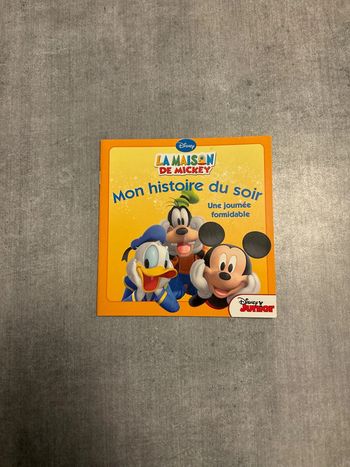 Disney
LA MAISON
DE MICKEY
Mon histoire du soir
Une journée
formidable
Disney
Junior